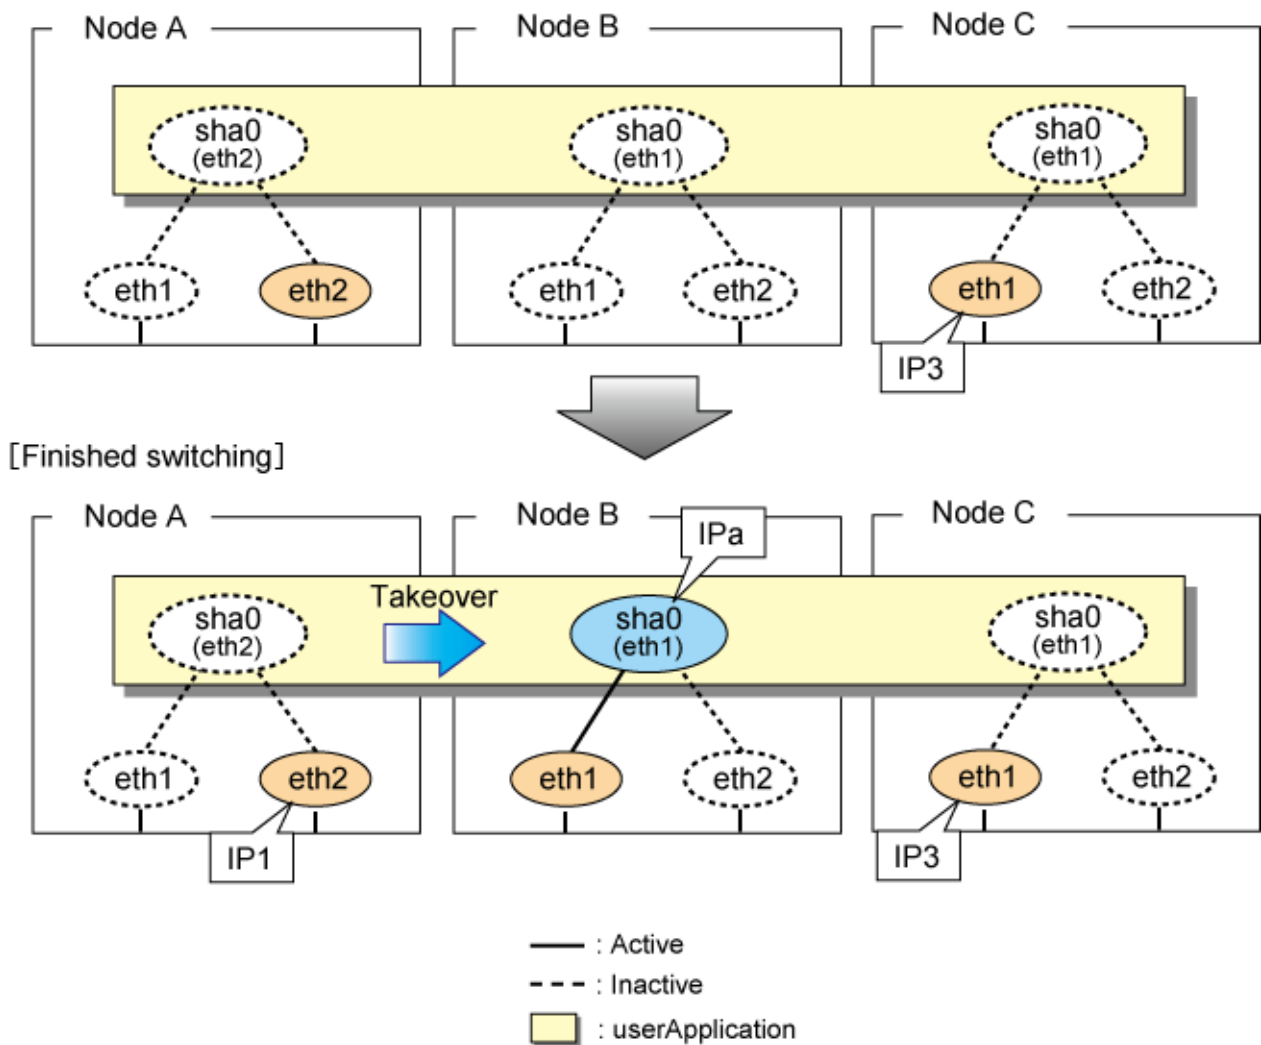 Node A
Node B
Node C
sha0
(eth2)
sha0
(eth1)
sha0
(eth1)
eth1
eth2
eth1
eth2
eth1
eth2
IP3
[Finished switching]
Node A
Node B
Node C
IPa
Takeover
sha0
(eth2)
sha0
(eth1)
sha0
(eth1)
eth1
eth2
eth1
eth2
eth1
eth2
IP1
IP3
: Active
: Inactive
: userApplication